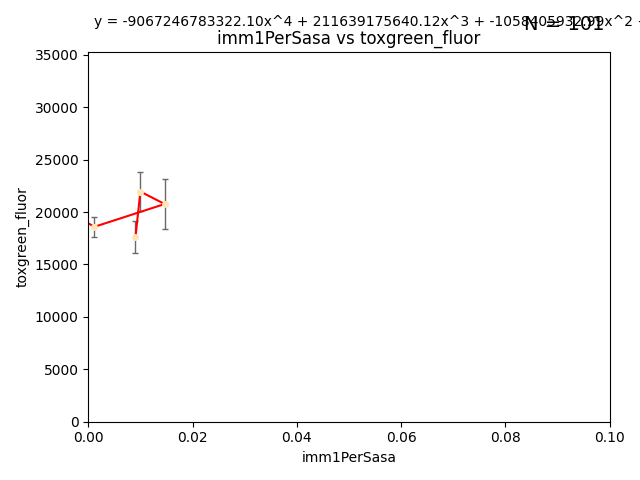 y = -9067246783322.10x^4 + 211639175640.12x^3 + -1058405932.99x^2 +
N = 101
imm1PerSasa vs toxgreen_fluor
35000
30000
25000
20000
15000
10000
5000
0
toxgreen_fluor
0.00 0.02 0.04 0.06 0.08 0.10
imm1PerSasa